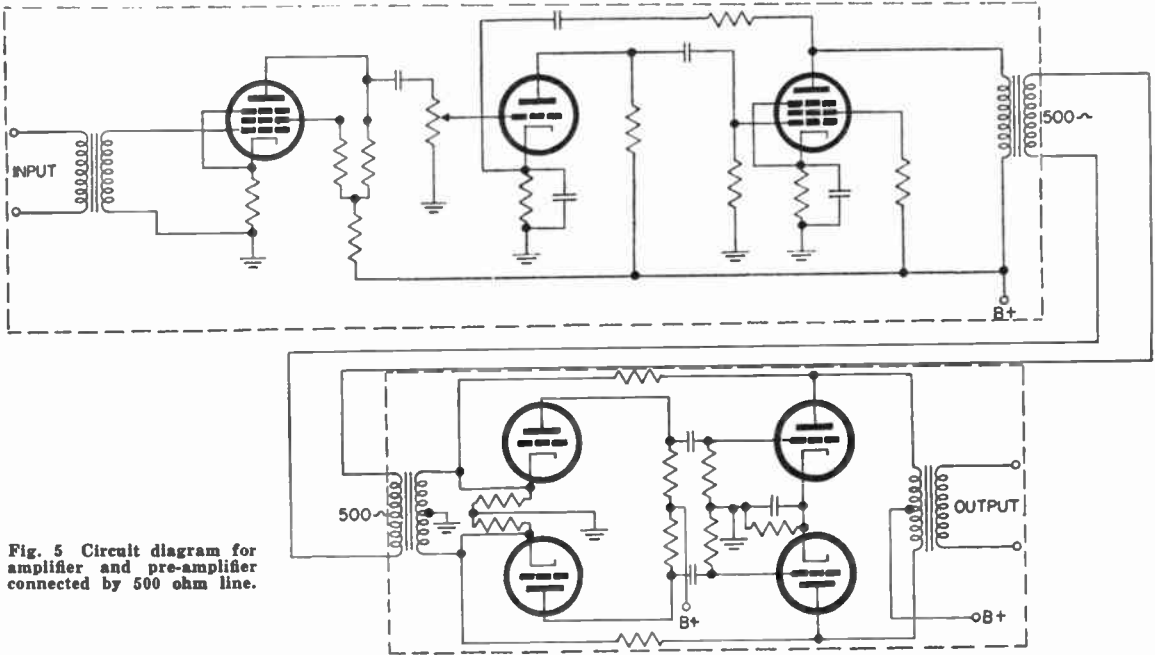 INPUT
500~
B+
500~
OUTPUT
B+
B+
Fig. 5 Circuit diagram for
amplifier and pre-amplifier
connected by 500 ohm line.